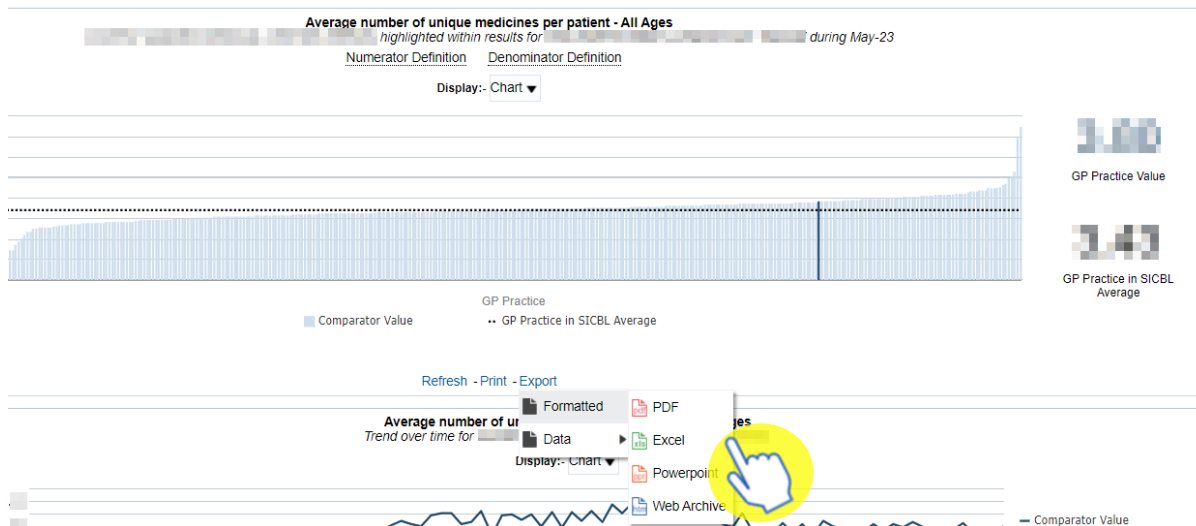 Average number of unique medicines per patient - All Ages
highlighted within results for during May-23
Numerator Definition Denominator Definition
Display:- Chart
GP Practice Value
GP Practice in SICBL
Average
GP Practice
Comparator Value GP Practice in SICBL Average
Refresh - Print - Export
Formatted PDF
Average number of un ges
Trend over time for
Data Excel
Display:- Chart
Powerpoint
Web Archive
Comparator Value